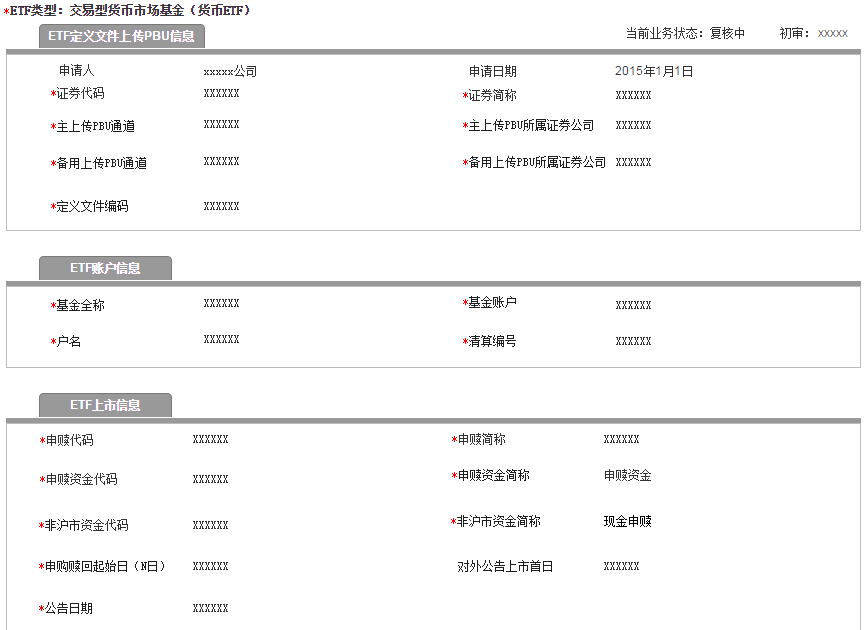 *ETF类型：交易型货币市场基金（货币ETF）
ETF定义文件上传PBU信息 当前业务状态：复核中 初审：xxxxx
申请人 xxxxx公司 申请日期 2015年1月1日
*证券代码 XXXXXX *证券简称 XXXXXX
*主上传PBU通道 XXXXXX *主上传PBU所属证券公司 XXXXXX
*备用上传PBU通道 XXXXXX *备用上传PBU所属证券公司 XXXXXX
*定义文件编码 XXXXXX
ETF账户信息
*基金全称 XXXXXX *基金账户 XXXXXX
*户名 XXXXXX *清算编号 XXXXXX
ETF上市信息
*申赎代码 XXXXXX *申赎简称 XXXXXX
*申赎资金代码 XXXXXX *申赎资金简称 申赎资金
*非沪市资金代码 XXXXXX *非沪市资金简称 现金申赎
*申购赎回起始日（N日） XXXXXX 对外公告上市首日 XXXXXX
*公告日期 XXXXXX